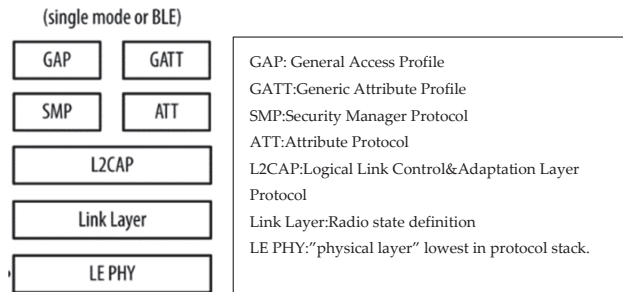 (single mode or BLE)
GAP GATT
SMP ATT
L2CAP
Link Layer
LE PHY
GAP: General Access Profile
GATT:Generic Attribute Profile
SMP:Security Manager Protocol
ATT:Attribute Protocol
L2CAP:Logical Link Control&Adaptation Layer
Protocol
Link Layer:Radio state definition
LE PHY:”physical layer” lowest in protocol stack.